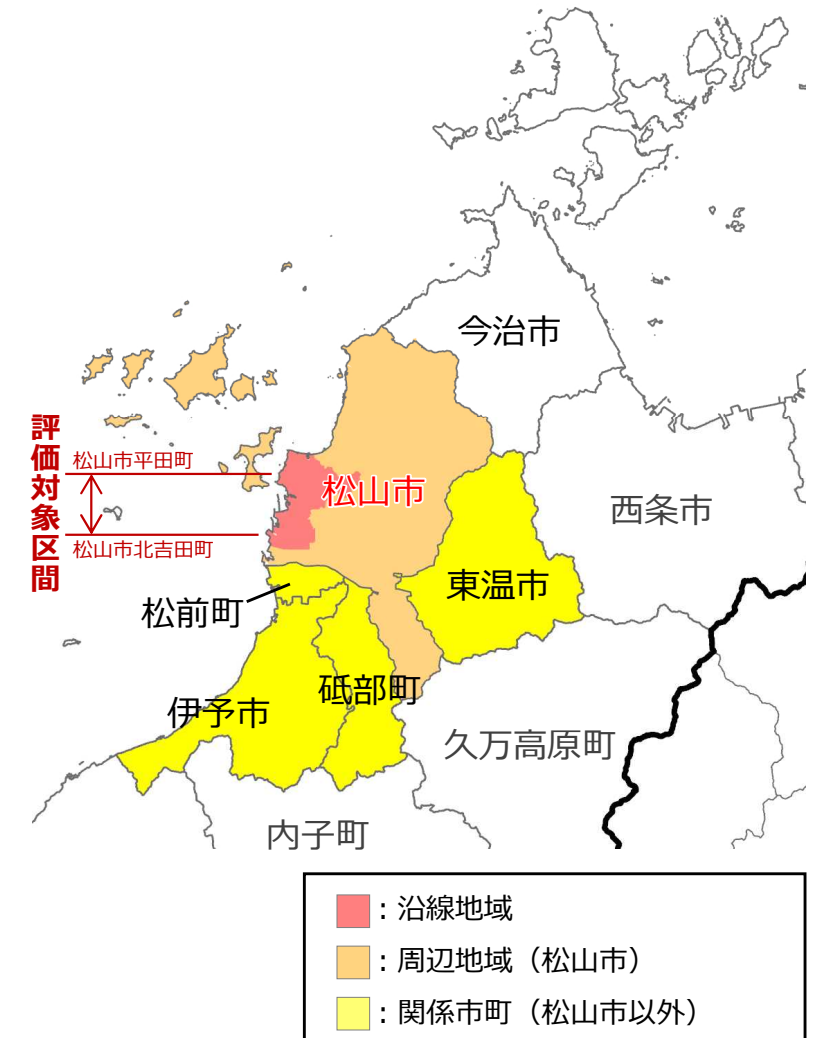 今治市
評価対象区間
松山市平田町
松山市
西条市
松山市北吉田町
東温市
松前町
砥部町
伊予市
久万高原町
内子町
：沿線地域
：周辺地域（松山市）
：関係市町（松山市以外）